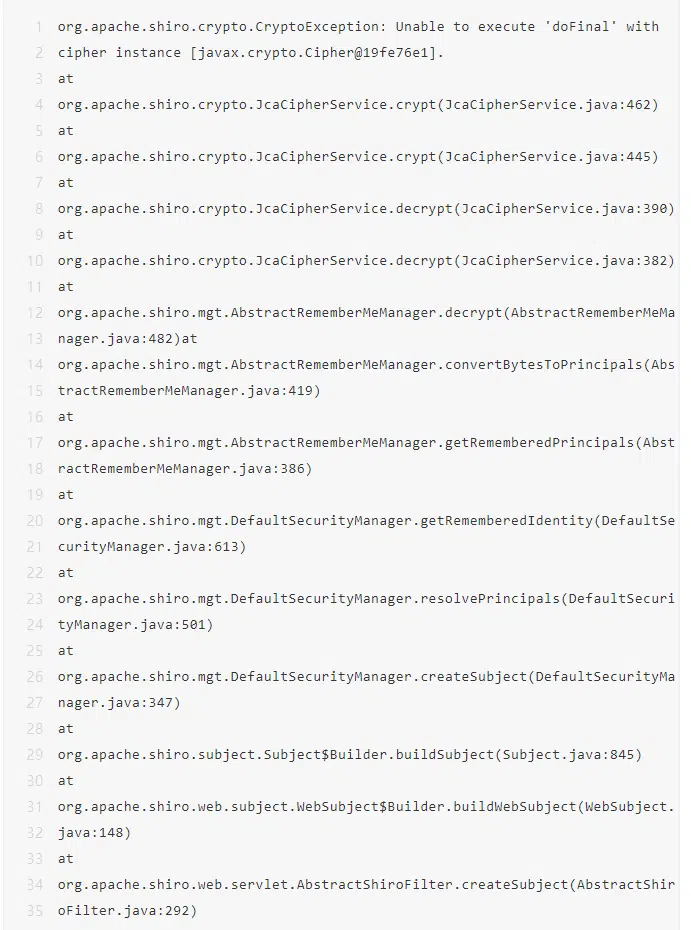 1 org.apache.shiro.crypto.CryptoException: Unable to execute 'doFinal' with
2 cipher instance [javax.crypto.Cipher@19fe76e1].
3 at
4 org.apache.shiro.crypto.JcaCipherService.crypt(JcaCipherService.java:462)
5 at
6 org.apache.shiro.crypto.JcaCipherService.crypt(JcaCipherService.java:445)
7 at
8 org.apache.shiro.crypto.JcaCipherService.decrypt(JcaCipherService.java:390)
9 at
10 org.apache.shiro.crypto.JcaCipherService.decrypt(JcaCipherService.java:382)
11 at
12 org.apache.shiro.mgt.AbstractRememberMeManager.decrypt(AbstractRememberMeMa
13 nager.java:482)at
14 org.apache.shiro.mgt.AbstractRememberMeManager.convertBytesToPrincipals(Abs
15 tractRememberMeManager.java:419)
16 at
17 org.apache.shiro.mgt.AbstractRememberMeManager.getRememberedPrincipals(Abst
18 ractRememberMeManager.java:386)
19 at
20 org.apache.shiro.mgt.DefaultSecurityManager.getRememberedIdentity(DefaultSe
21 curityManager.java:613)
22 at
23 org.apache.shiro.mgt.DefaultSecurityManager.resolvePrincipals(DefaultSecuri
24 tyManager.java:501)
25 at
26 org.apache.shiro.mgt.DefaultSecurityManager.createSubject(DefaultSecurityMa
27 nager.java:347)
28 at
29 org.apache.shiro.subject.Subject$Builder.buildSubject(Subject.java:845)
30 at
31 org.apache.shiro.web.subject.WebSubject$Builder.buildWebSubject(WebSubject.
32 java:148)
33 at
34 org.apache.shiro.web.servlet.AbstractShiroFilter.createSubject(AbstractShir
35 oFilter.java:292)